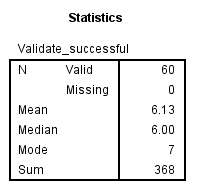 Statistics
Validate_successful
N Valid 60
Missing 0
Mean 6.13
Median 6.00
Mode 7
Sum 368